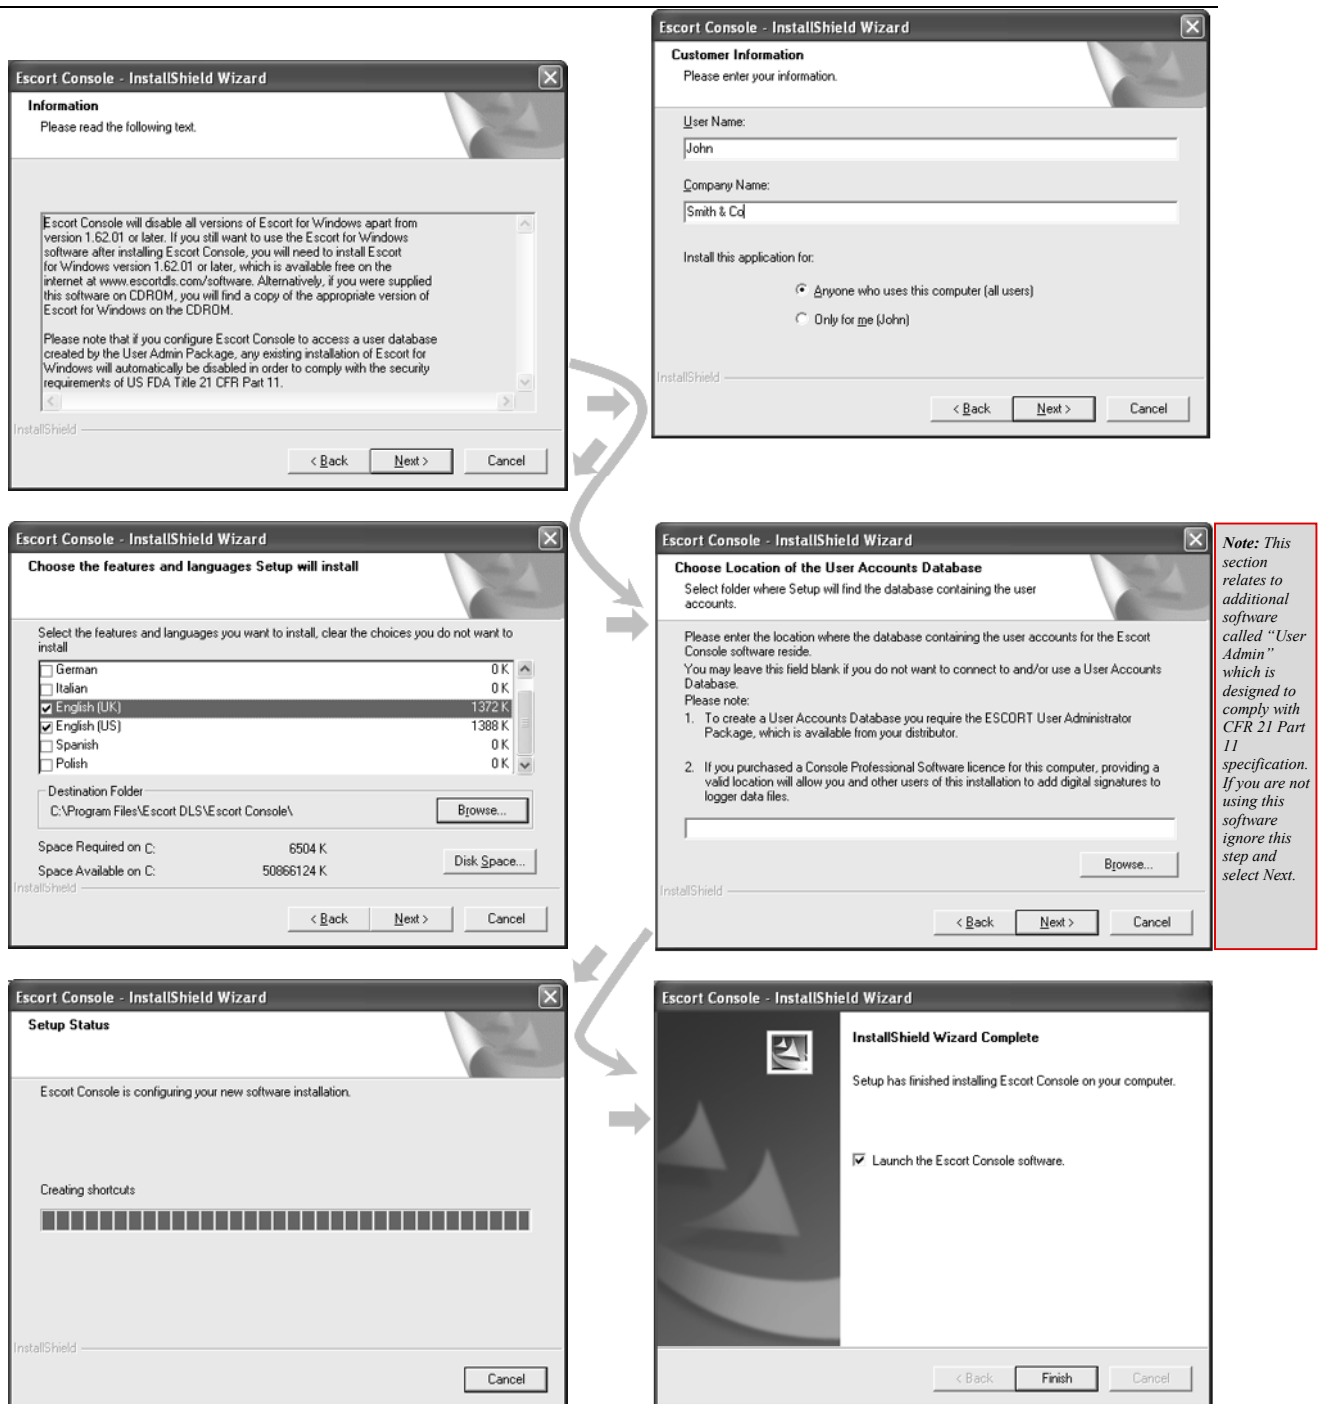 Escort Console - InstallShield Wizard
Information
Please read the following text.
Escort Console will disable all versions of Escort for Windows apart from
version 1.62.01 or later. If you still want to use the Escort for Windows
software after installing Escort Console, you will need to install Escort
for Windows version 1.62.01 or later, which is available free on the
internet at www.escortdls.com/software. Alternatively, if you were supplied
this software on CDROM, you will find a copy of the appropriate version of
Escort for Windows on the CDROM.
Please note that if you configure Escort Console to access a user database
created by the User Admin Package, any existing installation of Escort for
Windows will automatically be disabled in order to comply with the security
requirements of US FDA Title 21 CFR Part 11.
InstallShield
< Back
Next >
Cancel
Escort Console - InstallShield Wizard
Customer Information
Please enter your information.
User Name:
John
Company Name:
Smith & Co
Install this application for:
Anyone who uses this computer (all users)
Only for me (John)
InstallShield
< Back
Next >
Cancel
Escort Console - InstallShield Wizard
Choose the features and languages Setup will install
Select the features and languages you want to install, clear the choices you do not want to
install
German 0 K
Italian 0 K
English (UK) 1372 K
English (US) 1388 K
Spanish 0 K
Polish 0 K
Destination Folder
C:\Program Files\Escort DLS\Escort Console\
Browse...
Space Required on C: 6504 K
Space Available on C: 50866124 K
Disk Space...
InstallShield
< Back
Next >
Cancel
Escort Console - InstallShield Wizard
Choose Location of the User Accounts Database
Select folder where Setup will find the database containing the user
accounts.
Please enter the location where the database containing the user accounts for the Escort
Console software reside.
You may leave this field blank if you do not want to connect to and/or use a User Accounts
Database.
Please note:
1. To create a User Accounts Database you require the ESCORT User Administrator
Package, which is available from your distributor.
2. If you purchased a Console Professional Software licence for this computer, providing a
valid location will allow you and other users of this installation to add digital signatures to
logger data files.
Browse...
InstallShield
< Back
Next >
Cancel
Note: This
section
relates to
additional
software
called “User
Admin”
which is
designed to
comply with
CFR 21 Part
11
specification.
If you are not
using this
software
ignore this
step and
select Next.
Escort Console - InstallShield Wizard
Setup Status
Escort Console is configuring your new software installation.
Creating shortcuts
InstallShield
Cancel
Escort Console - InstallShield Wizard
InstallShield Wizard Complete
Setup has finished installing Escort Console on your computer.
Launch the Escort Console software.
< Back
Finish
Cancel